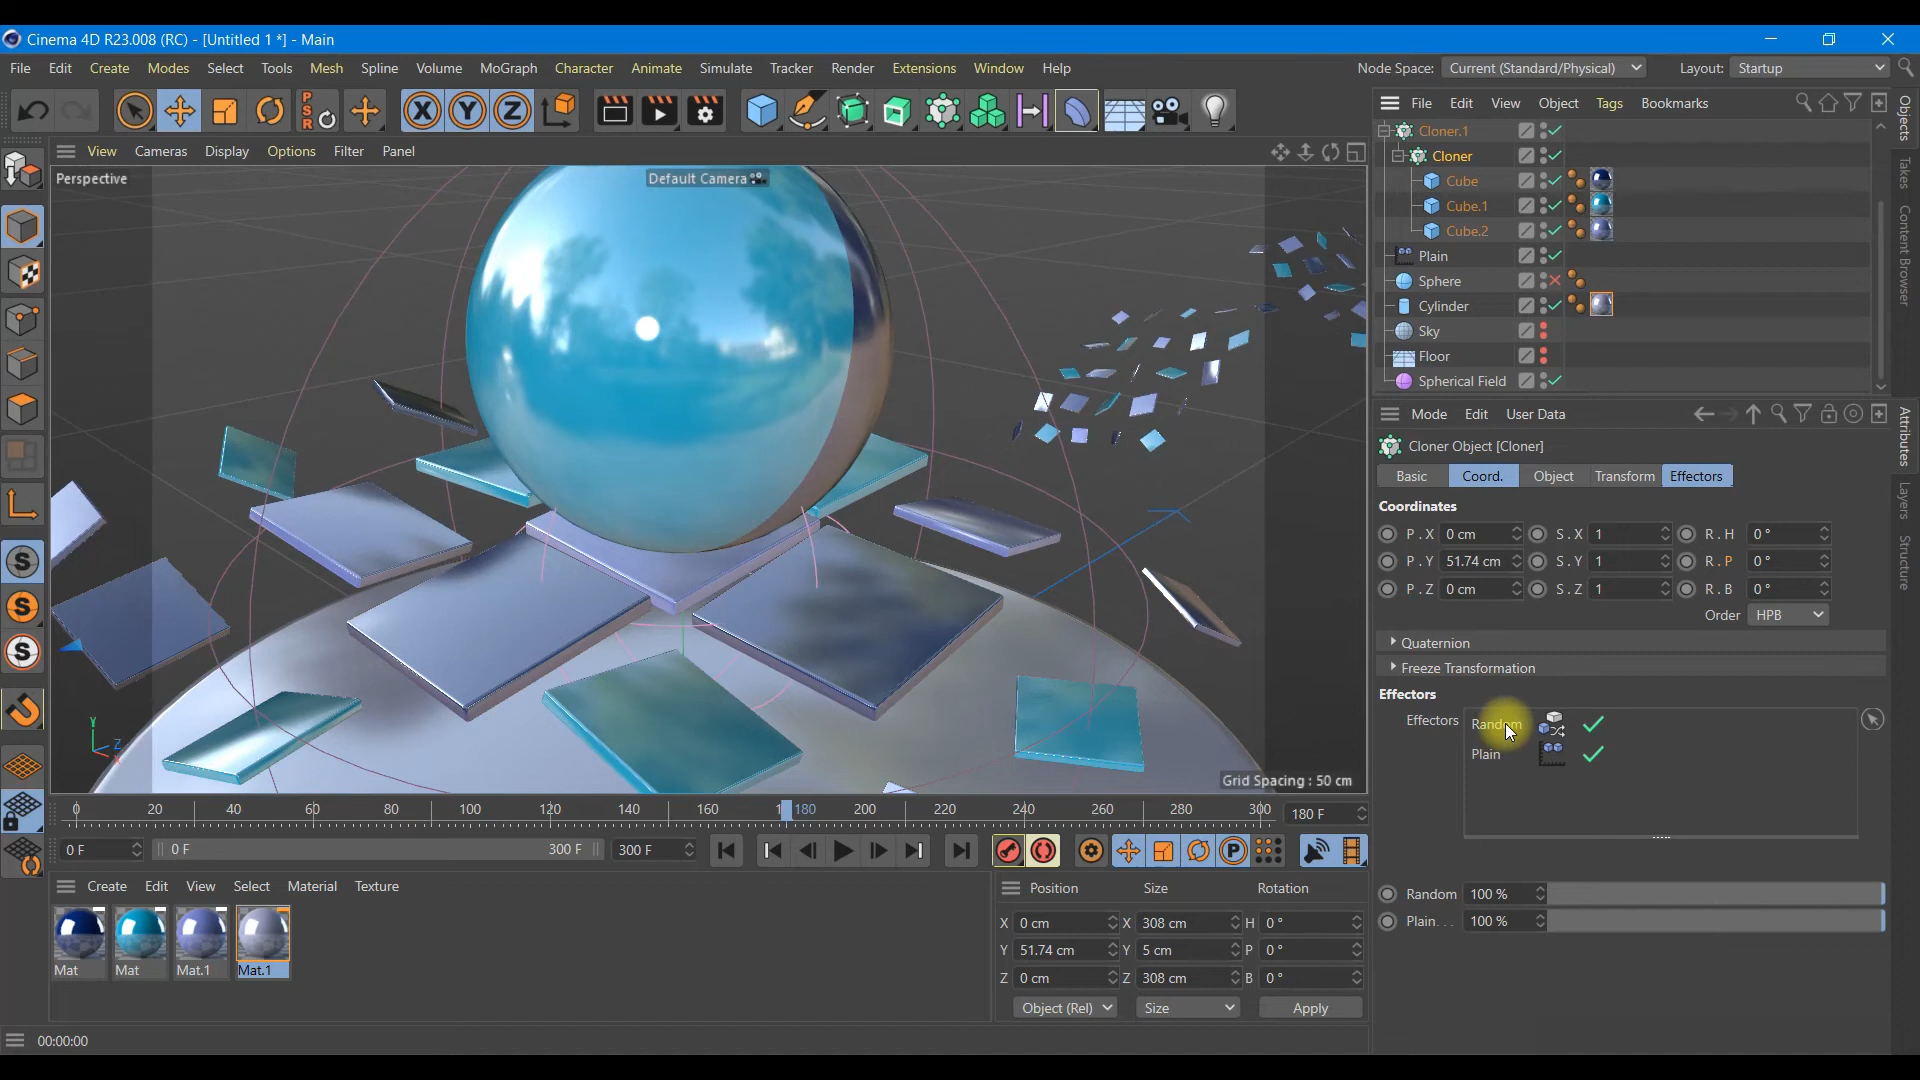 Cinema 4D R23.008 (RC) - [Untitled 1 *] - Main
File Edit Create Modes Select Tools Mesh Spline Volume MoGraph Character Animate Simulate Tracker Render Extensions Window Help
Node Space: Current (Standard/Physical) Layout: Startup
P S R
X Y Z
File Edit View Object Tags Bookmarks
View Cameras Display Options Filter Panel
Perspective
Default Camera
Cloner.1
Cloner
Cube
Cube.1
Cube.2
Plain
Sphere
Cylinder
Sky
Floor
Spherical Field
Objects
Takes
Content Browser
Attributes
Layers
Structure
Mode Edit User Data
Cloner Object [Cloner]
Basic Coord. Object Transform Effectors
Coordinates
P . X 0 cm S . X 1 R . H 0 °
P . Y 51.74 cm S . Y 1 R . P 0 °
P . Z 0 cm S . Z 1 R . B 0 °
Order HPB
Quaternion
Freeze Transformation
Effectors
Effectors Random
Plain
Random 100 %
Plain. . . 100 %
S
S
S
Y
Z
X
Grid Spacing : 50 cm
0 20 40 60 80 100 120 140 160 180 200 220 240 260 280 300 180 F
0 F 0 F 300 F 300 F
P
Create Edit View Select Material Texture
Mat Mat Mat.1 Mat.1
Position Size Rotation
X 0 cm X 308 cm H 0 °
Y 51.74 cm Y 5 cm P 0 °
Z 0 cm Z 308 cm B 0 °
Object (Rel) Size Apply
00:00:00